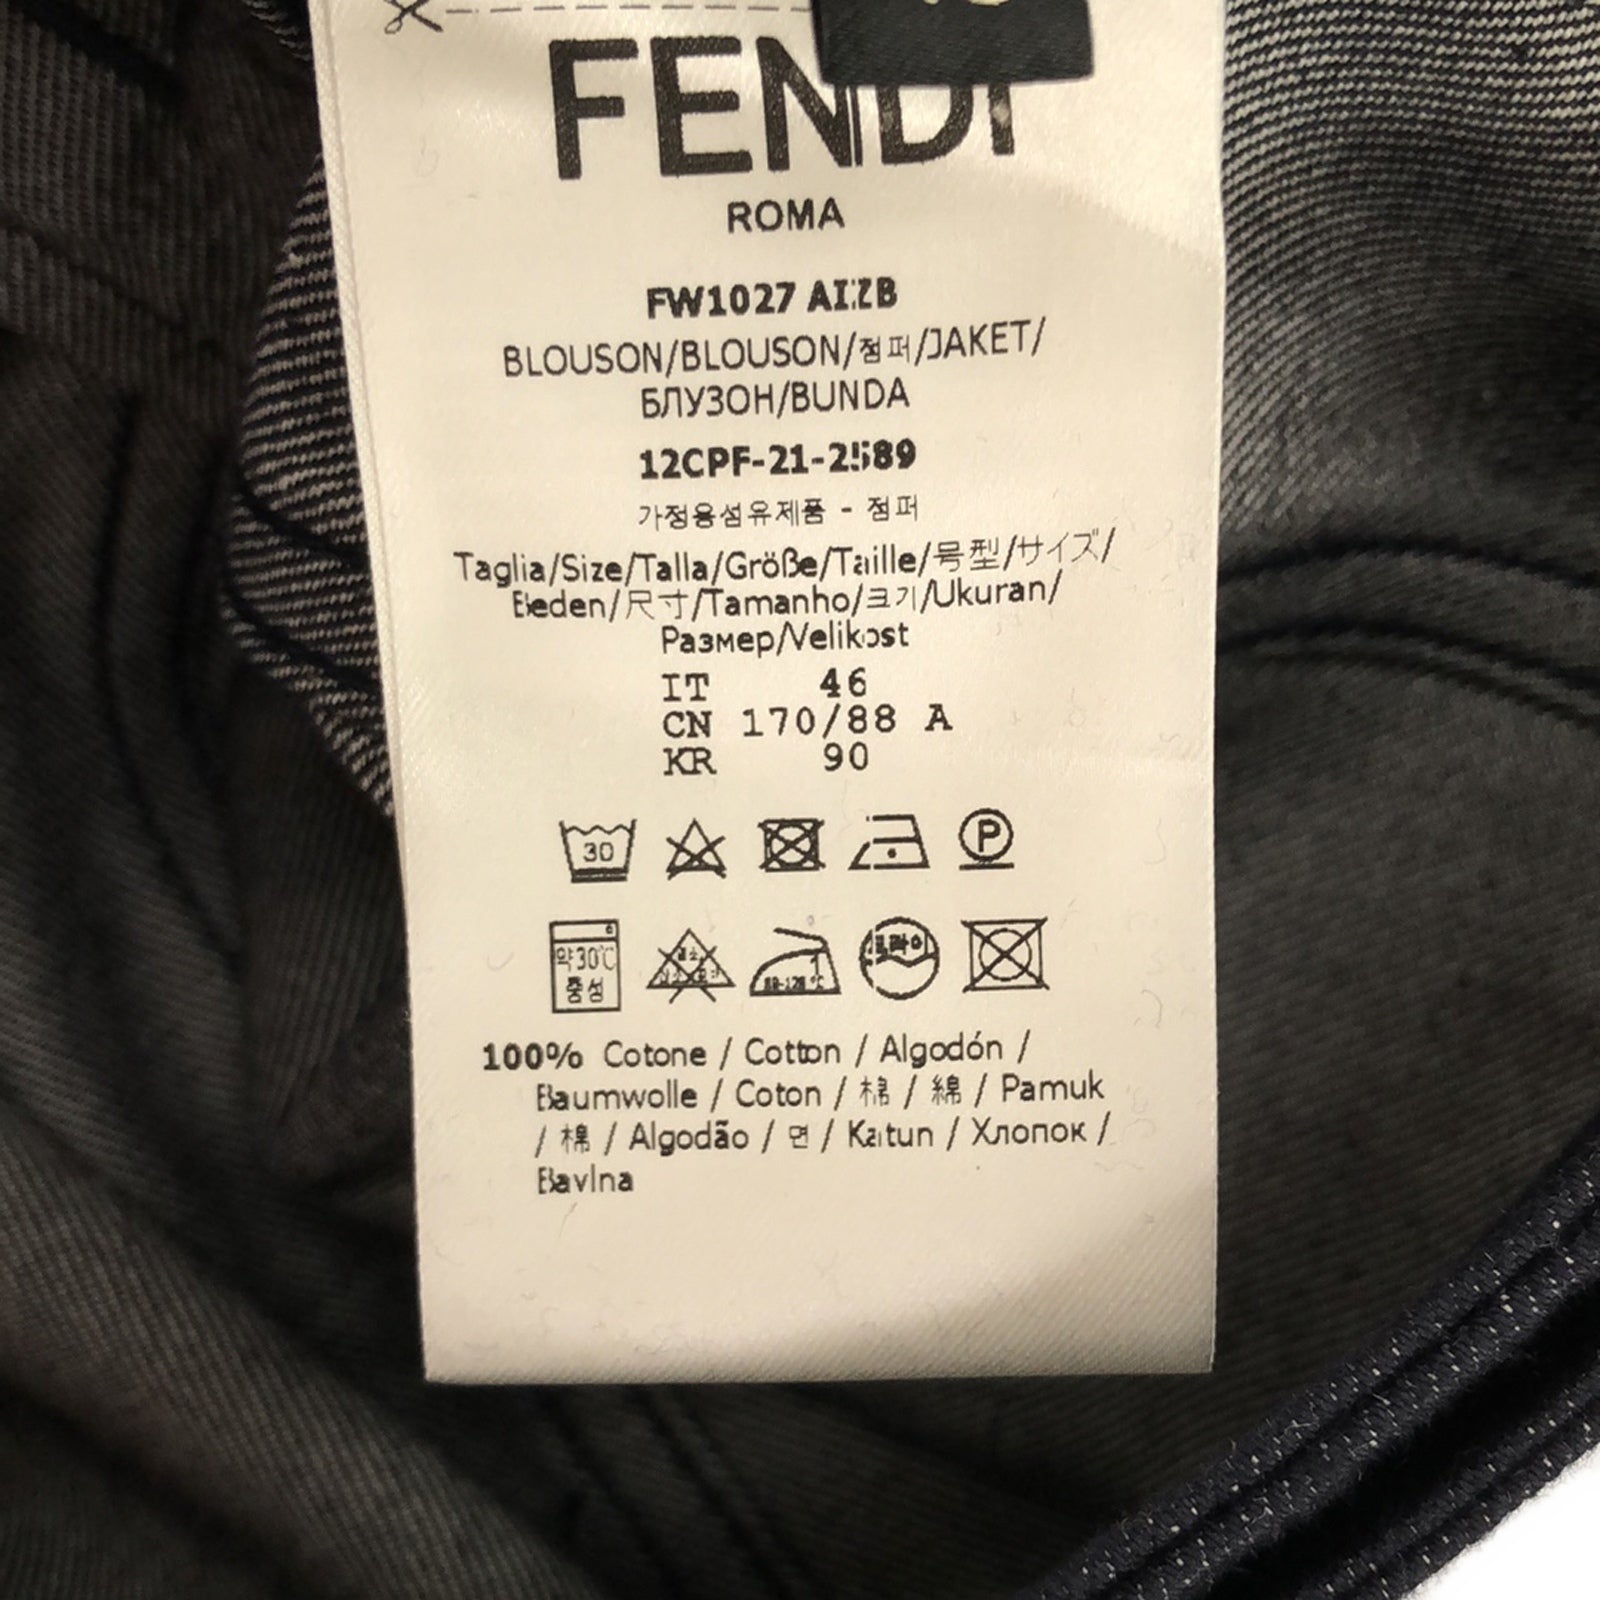 FENDI
ROMA
FW1027
BLOUSON/BLOUSON/점퍼/JAKET/
БЛУЗОН/BUNDA
12CPF-21-2589
가정용섬유제품 - 점퍼
Taglia/Size/Talla/Größe/Taille/号型/サイズ/
Beden/尺寸/Tamanho/크기/Ukuran/
Размер/Velikost
IT 46
CN 170/88 A
KR 90
30 P
약30℃ 드라이
중성
100% Cotone / Cotton / Algodón /
Baumwolle / Coton / 棉 / 綿 / Pamuk
/ 棉 / Algodão / 면 / Katun / Хлопок /
Bavlna